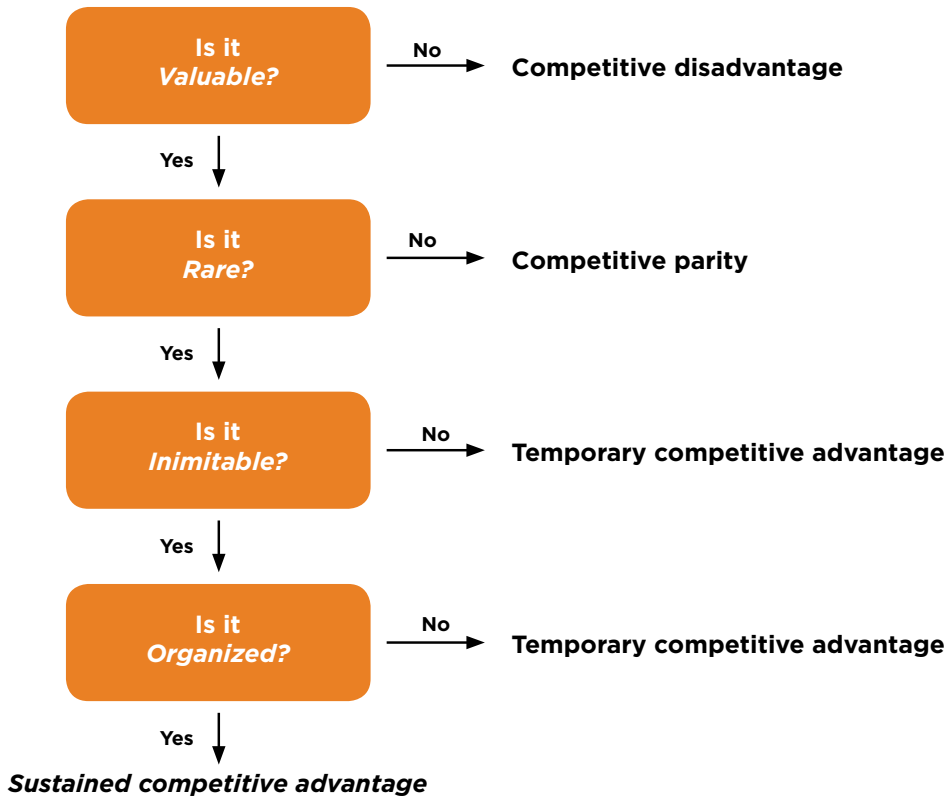 Is it
Valuable?
No
Competitive disadvantage
Yes
Is it
Rare?
No
Competitive parity
Yes
Is it
Inimitable?
No
Temporary competitive advantage
Yes
Is it
Organized?
No
Temporary competitive advantage
Yes
Sustained competitive advantage